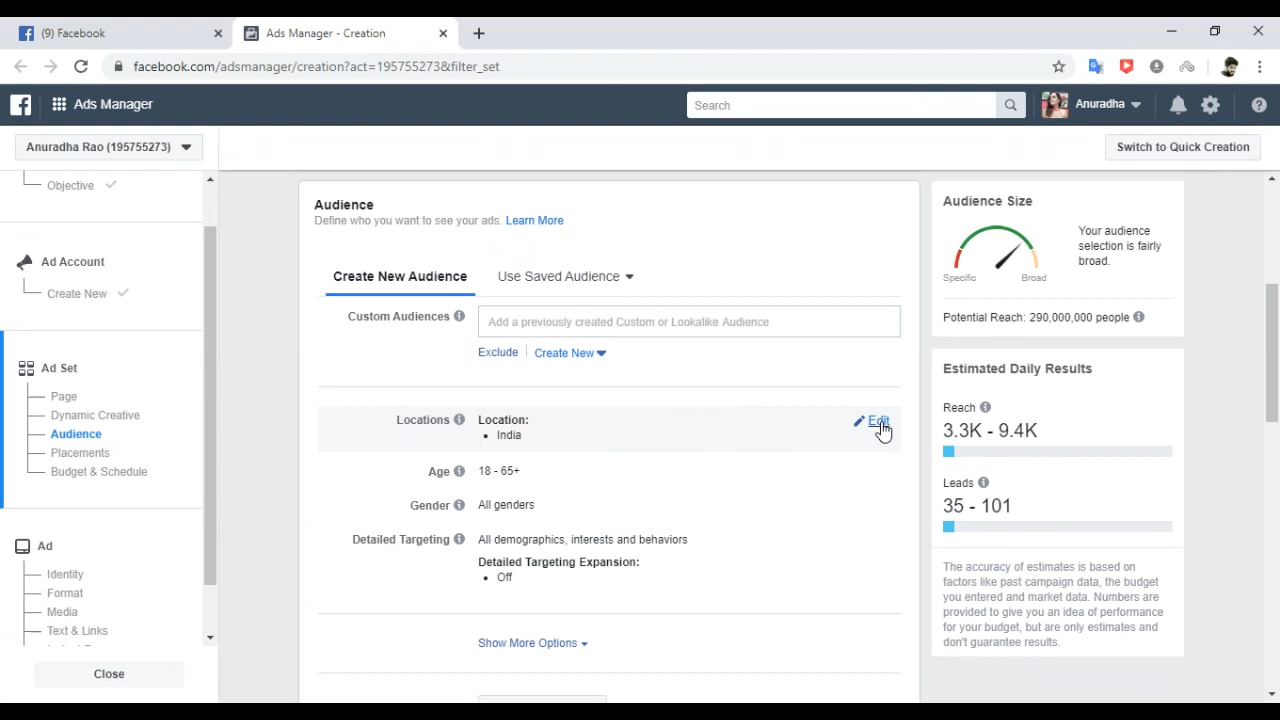 (9) Facebook
Ads Manager - Creation
facebook.com/adsmanager/creation?act=195755273&filter_set
Ads Manager
Search
Anuradha
Anuradha Rao (195755273)
Switch to Quick Creation
Objective
Ad Account
Create New
Ad Set
Page
Dynamic Creative
Audience
Placements
Budget & Schedule
Ad
Identity
Format
Media
Text & Links
Close
Audience
Define who you want to see your ads. Learn More
Create New Audience
Use Saved Audience
Custom Audiences
Add a previously created Custom or Lookalike Audience
Exclude
Create New
Locations
Location:
• India
Edit
Age
18 - 65+
Gender
All genders
Detailed Targeting
All demographics, interests and behaviors
Detailed Targeting Expansion:
• Off
Show More Options
Audience Size
Specific
Broad
Your audience
selection is fairly
broad.
Potential Reach: 290,000,000 people
Estimated Daily Results
Reach
3.3K - 9.4K
Leads
35 - 101
The accuracy of estimates is based on
factors like past campaign data, the budget
you entered and market data. Numbers are
provided to give you an idea of performance
for your budget, but are only estimates and
don't guarantee results.